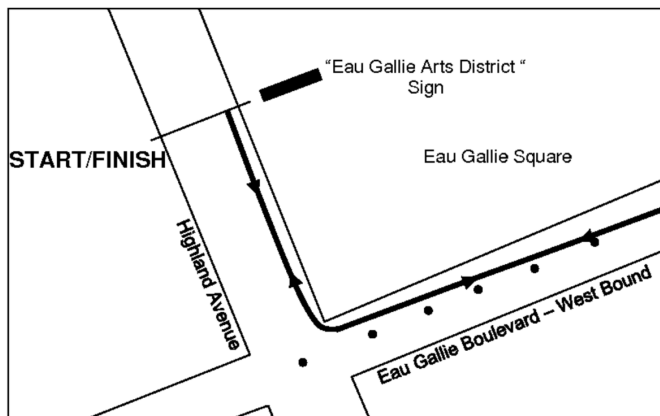 "Eau Gallie Arts District "
Sign
START/FINISH
Eau Gallie Square
Highland Avenue
Eau Gallie Boulevard – West Bound